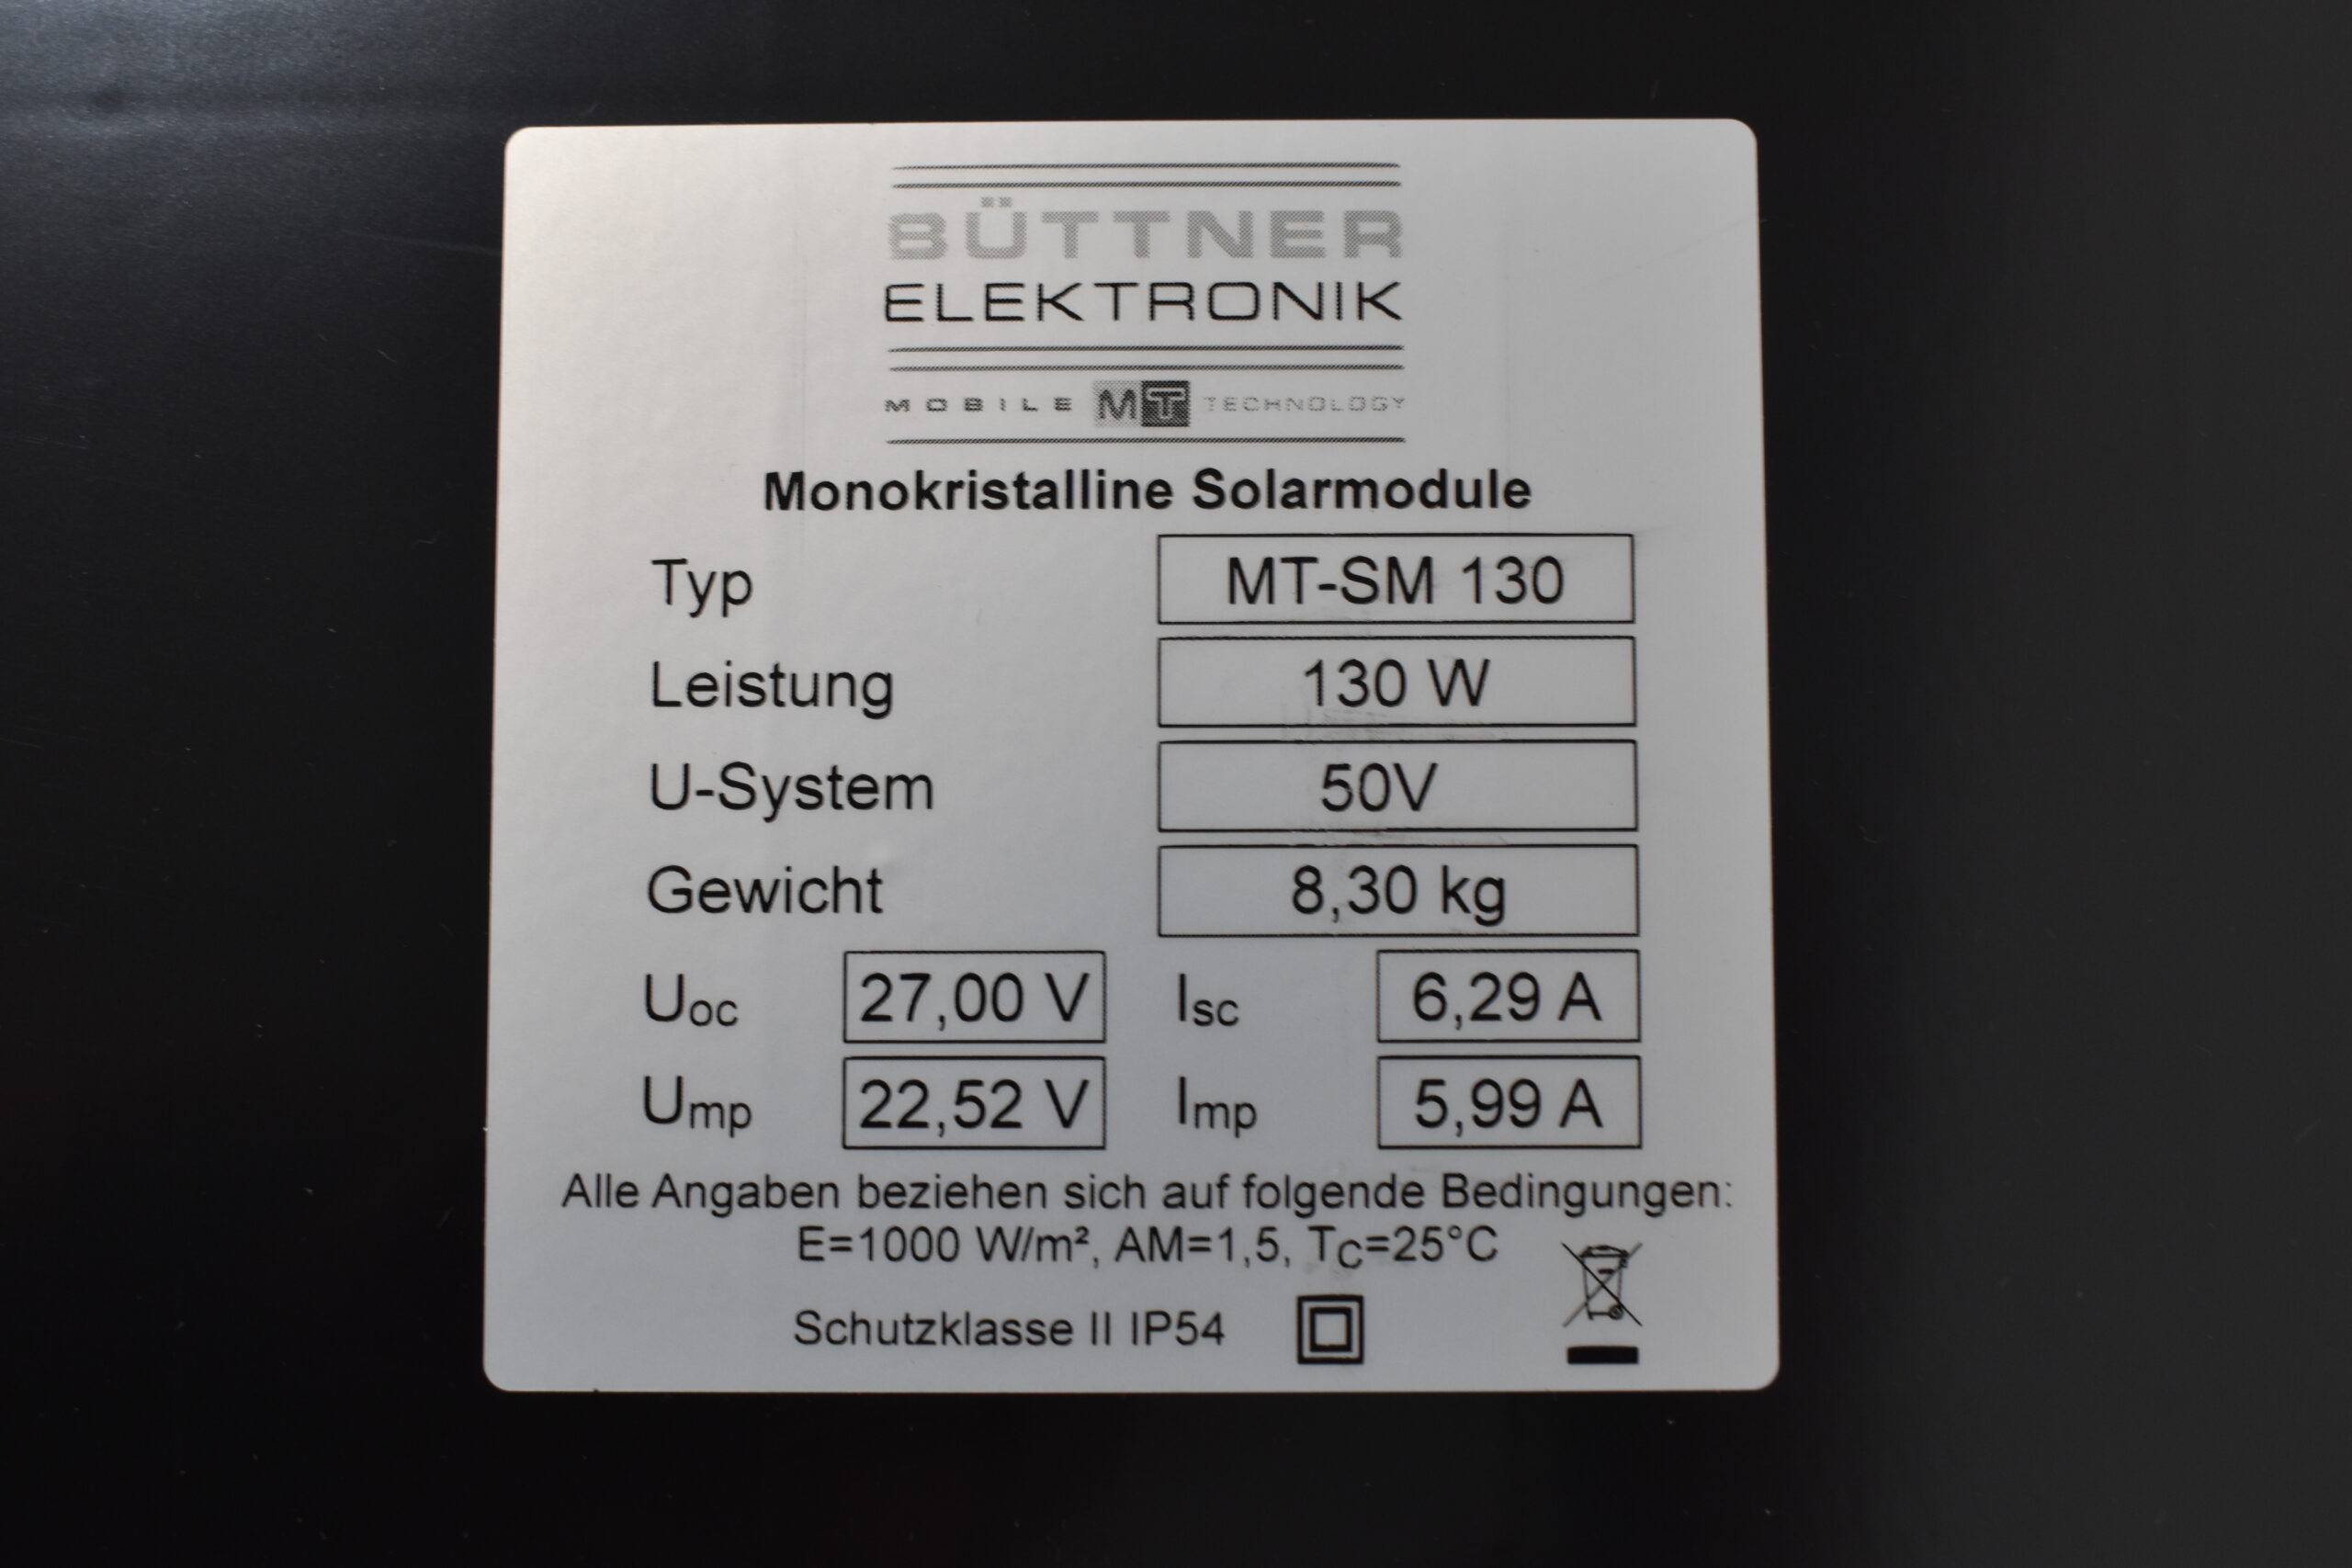 BÜTTNER
ELEKTRONIK
MOBILE MT TECHNOLOGY
Monokristalline Solarmodule
Typ MT-SM 130
Leistung 130 W
U-System 50V
Gewicht 8,30 kg
Uoc 27,00 V Isc 6,29 A
Ump 22,52 V Imp 5,99 A
Alle Angaben beziehen sich auf folgende Bedingungen:
E=1000 W/m², AM=1,5, TC=25°C
Schutzklasse II IP54